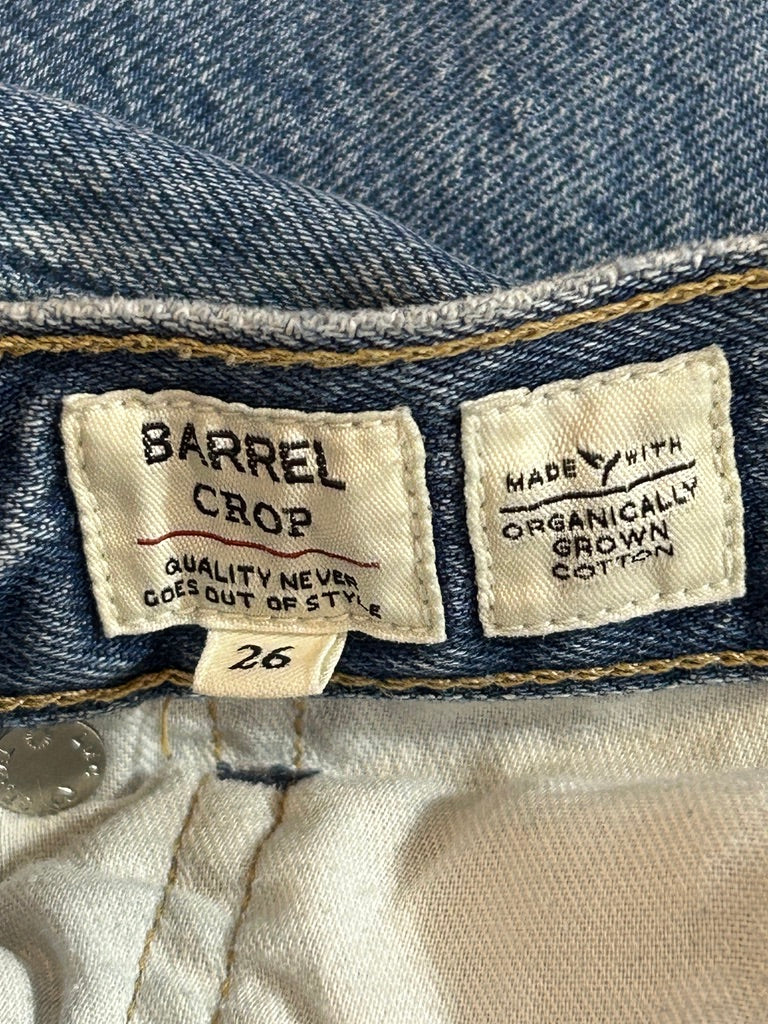 BARREL
CROP
QUALITY NEVER
GOES OUT OF STYLE
26
MADE WITH
ORGANICALLY
GROWN
COTTON